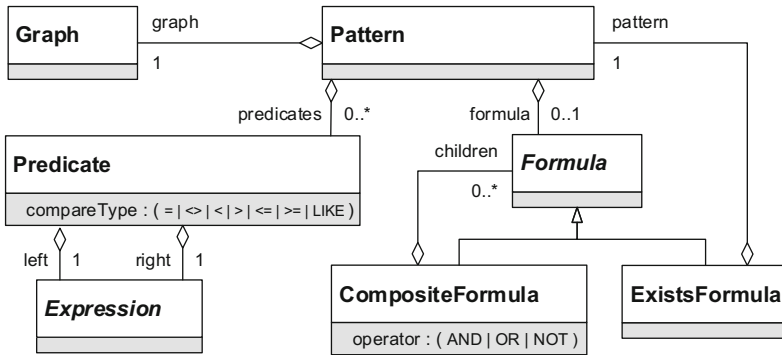 graph
pattern
Graph
Pattern
1
1
predicates
0..*
formula
0..1
Predicate
children
Formula
0..*
compareType : ( = | <> | < | > | <= | >= | LIKE )
left
1
right
1
Expression
CompositeFormula
ExistsFormula
operator : ( AND | OR | NOT )